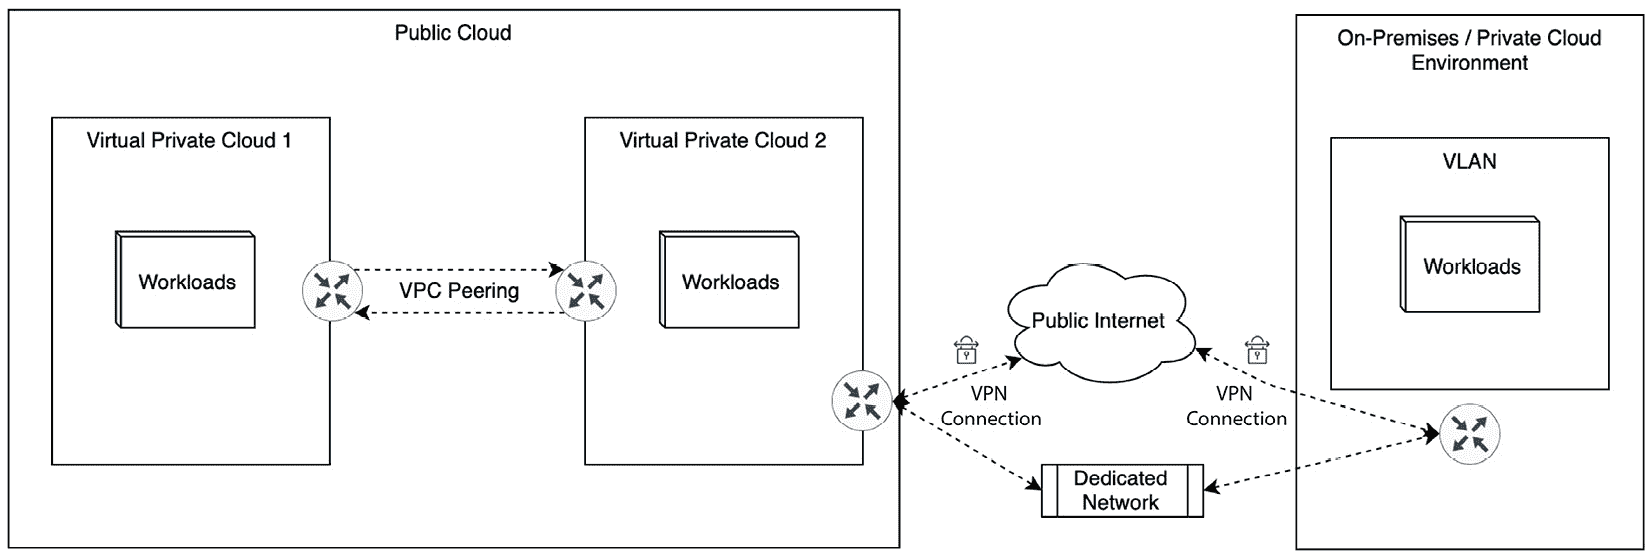 Public Cloud
Virtual Private Cloud 1
Workloads
VPC Peering
Virtual Private Cloud 2
Workloads
Public Internet
VPN
Connection
VPN
Connection
Dedicated
Network
On-Premises / Private Cloud
Environment
VLAN
Workloads